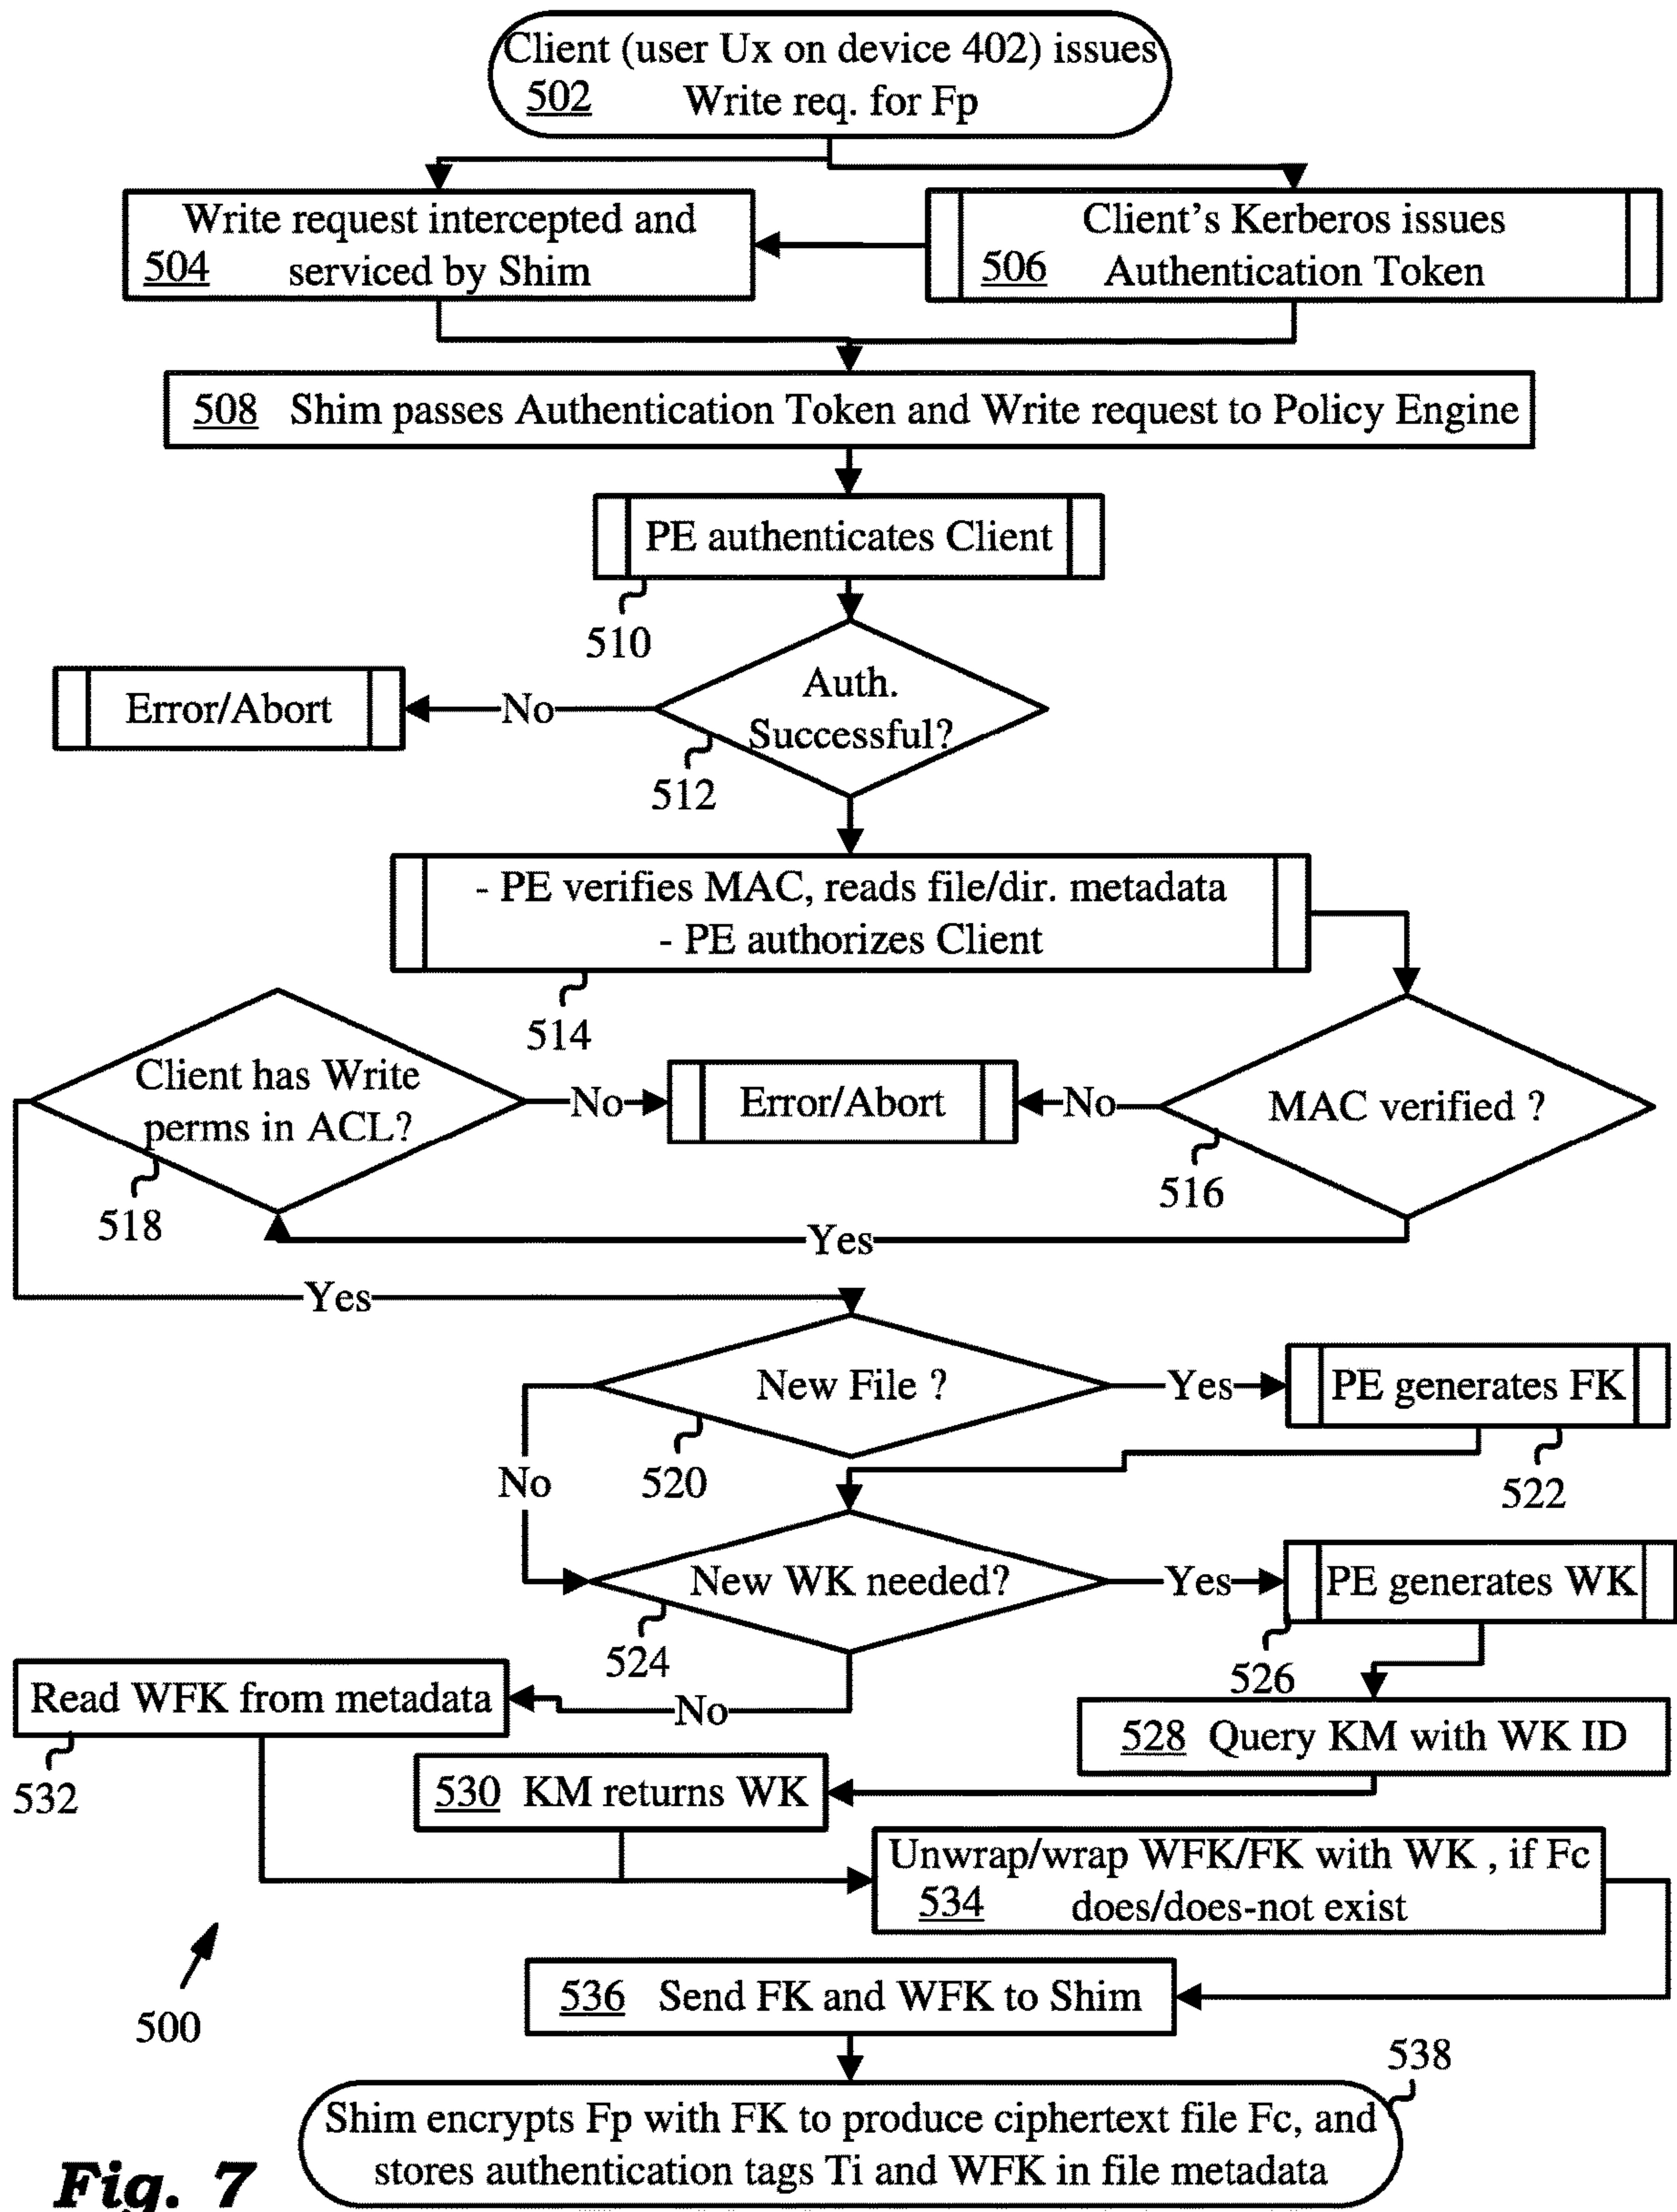 Client (user Ux on device 402) issues
502 Write req. for Fp
Write request intercepted and
504 serviced by Shim
Client's Kerberos issues
506 Authentication Token
508 Shim passes Authentication Token and Write request to Policy Engine
PE authenticates Client
510
Auth.
Successful?
512
No
Error/Abort
- PE verifies MAC, reads file/dir. metadata
- PE authorizes Client
514
Client has Write
perms in ACL?
518
No
Error/Abort
No
MAC verified ?
516
Yes
Yes
New File ?
520
Yes
PE generates FK
522
No
New WK needed?
524
Yes
PE generates WK
526
No
Read WFK from metadata
532
528 Query KM with WK ID
530 KM returns WK
Unwrap/wrap WFK/FK with WK , if Fc
534 does/does-not exist
536 Send FK and WFK to Shim
500
538
Shim encrypts Fp with FK to produce ciphertext file Fc, and
stores authentication tags Ti and WFK in file metadata
Fig. 7